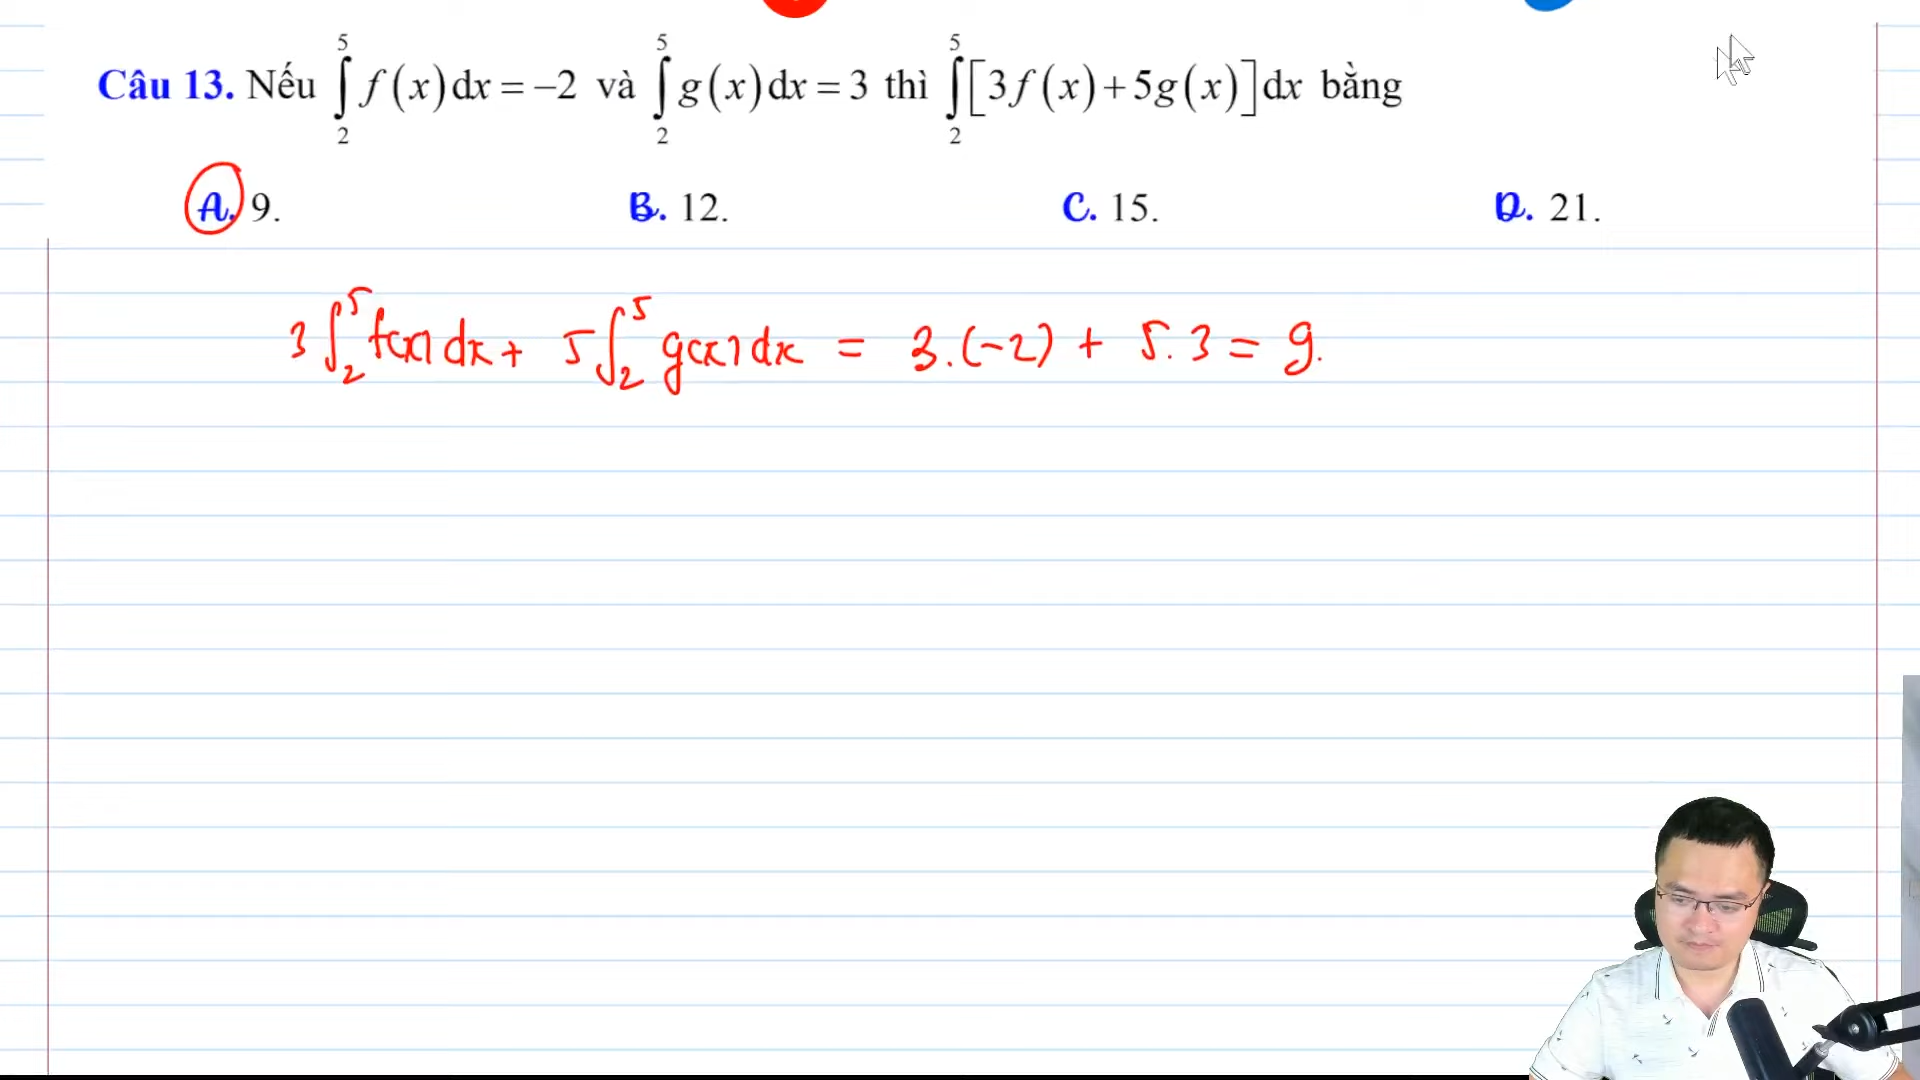 Câu 13. Nếu ∫₂⁵ f(x)dx = −2 và ∫₂⁵ g(x)dx = 3 thì ∫₂⁵ [3f(x)+5g(x)]dx bằng
A. 9. B. 12. C. 15. D. 21.
3∫₂⁵ f(x)dx + 5∫₂⁵ g(x)dx = 3.(-2) + 5.3 = 9.